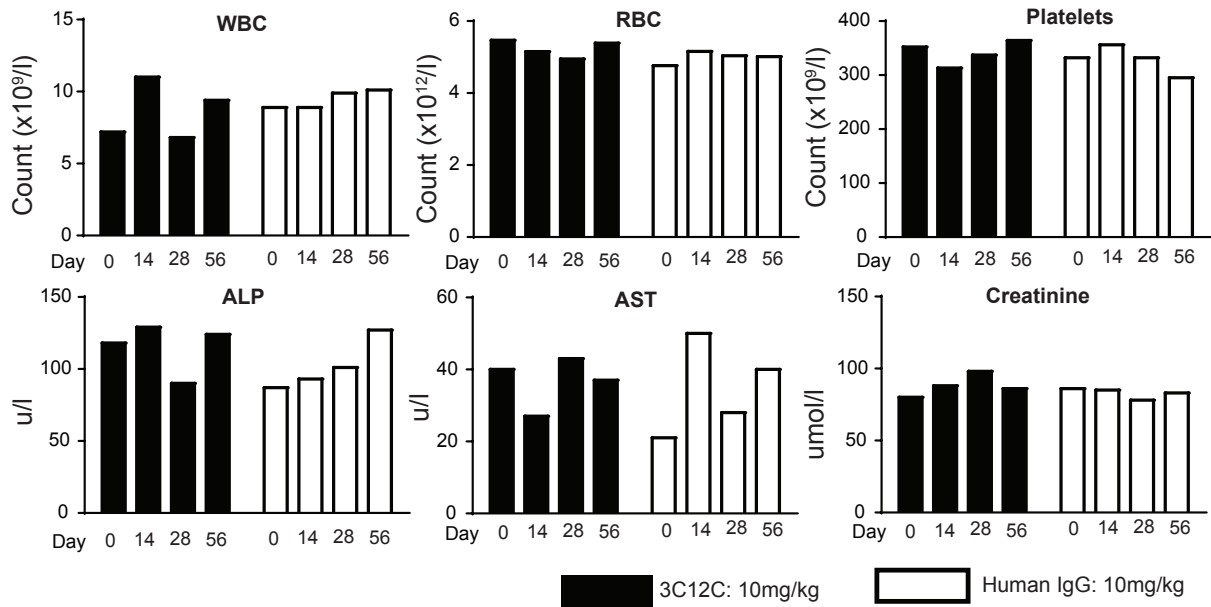 WBC
Count (x10⁹/l)
15
10
5
0
Day 0 14 28 56 0 14 28 56
RBC
Count (x10¹²/l)
6
4
2
0
0 14 28 56 0 14 28 56
Platelets
Count (x10⁹/l)
400
300
200
100
0
Day 0 14 28 56 0 14 28 56
ALP
u/l
150
100
50
0
Day 0 14 28 56 0 14 28 56
AST
u/l
60
40
20
0
Day 0 14 28 56 0 14 28 56
Creatinine
umol/l
150
100
50
0
Day 0 14 28 56 0 14 28 56
3C12C: 10mg/kg
Human IgG: 10mg/kg